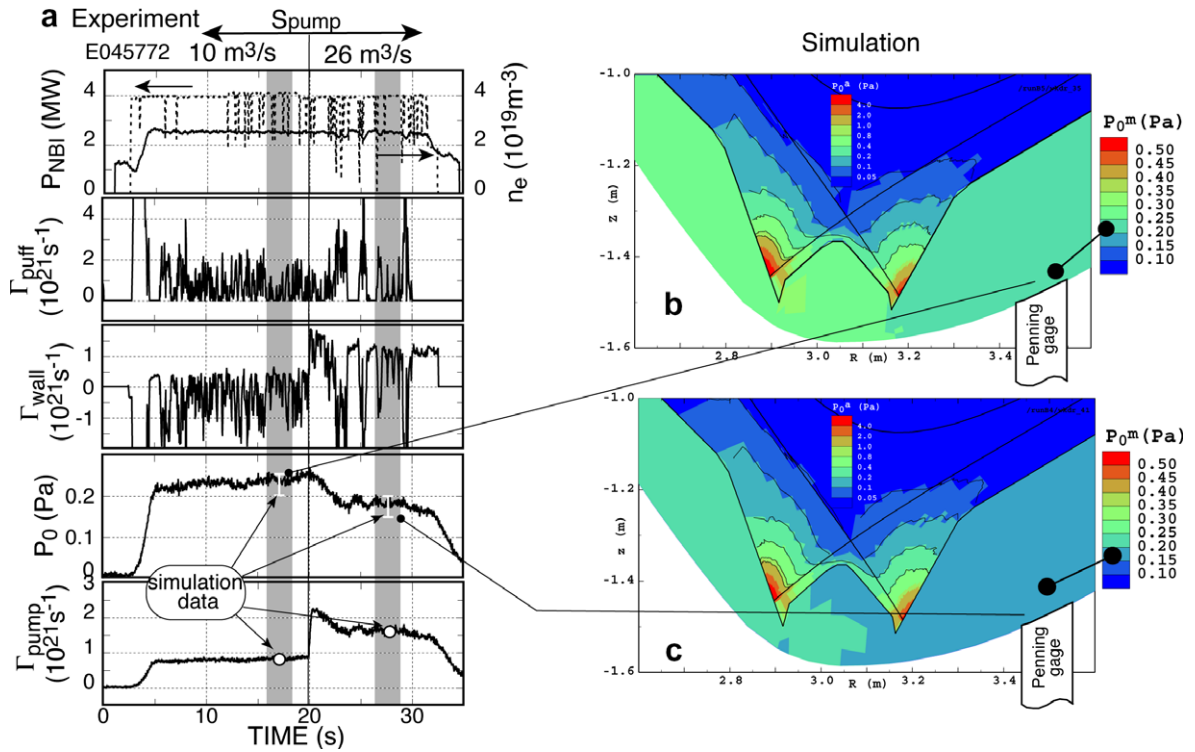 a Experiment
Spump
E045772 10 m³/s 26 m³/s
PNBI (MW)
4
2
0
4
2
0
ne (10¹⁹m⁻³)
Γpuff
(10²¹s⁻¹)
4
2
0
Γwall
(10²¹s⁻¹)
1
0
-1
P₀ (Pa)
0.2
0.1
0
simulation
data
Γpump
(10²¹s⁻¹)
3
2
1
0
0 10 20 30
TIME (s)
Simulation
-1.0
-1.2
-1.4
-1.6
Z (m)
P₀ᵃ (Pa)
4.0
2.0
1.0
0.8
0.4
0.2
0.1
0.05
P₀ᵐ(Pa)
0.50
0.45
0.40
0.35
0.30
0.25
0.20
0.15
0.10
b
Penning
gage
2.8 3.0 3.2 3.4
R (m)
-1.0
-1.2
-1.4
-1.6
z (m)
P₀ᵃ (Pa)
4.0
2.0
1.0
0.8
0.4
0.2
0.1
0.05
P₀ᵐ(Pa)
0.50
0.45
0.40
0.35
0.30
0.25
0.20
0.15
0.10
c
Penning
gage
2.8 3.0 3.2 3.4
R (m)